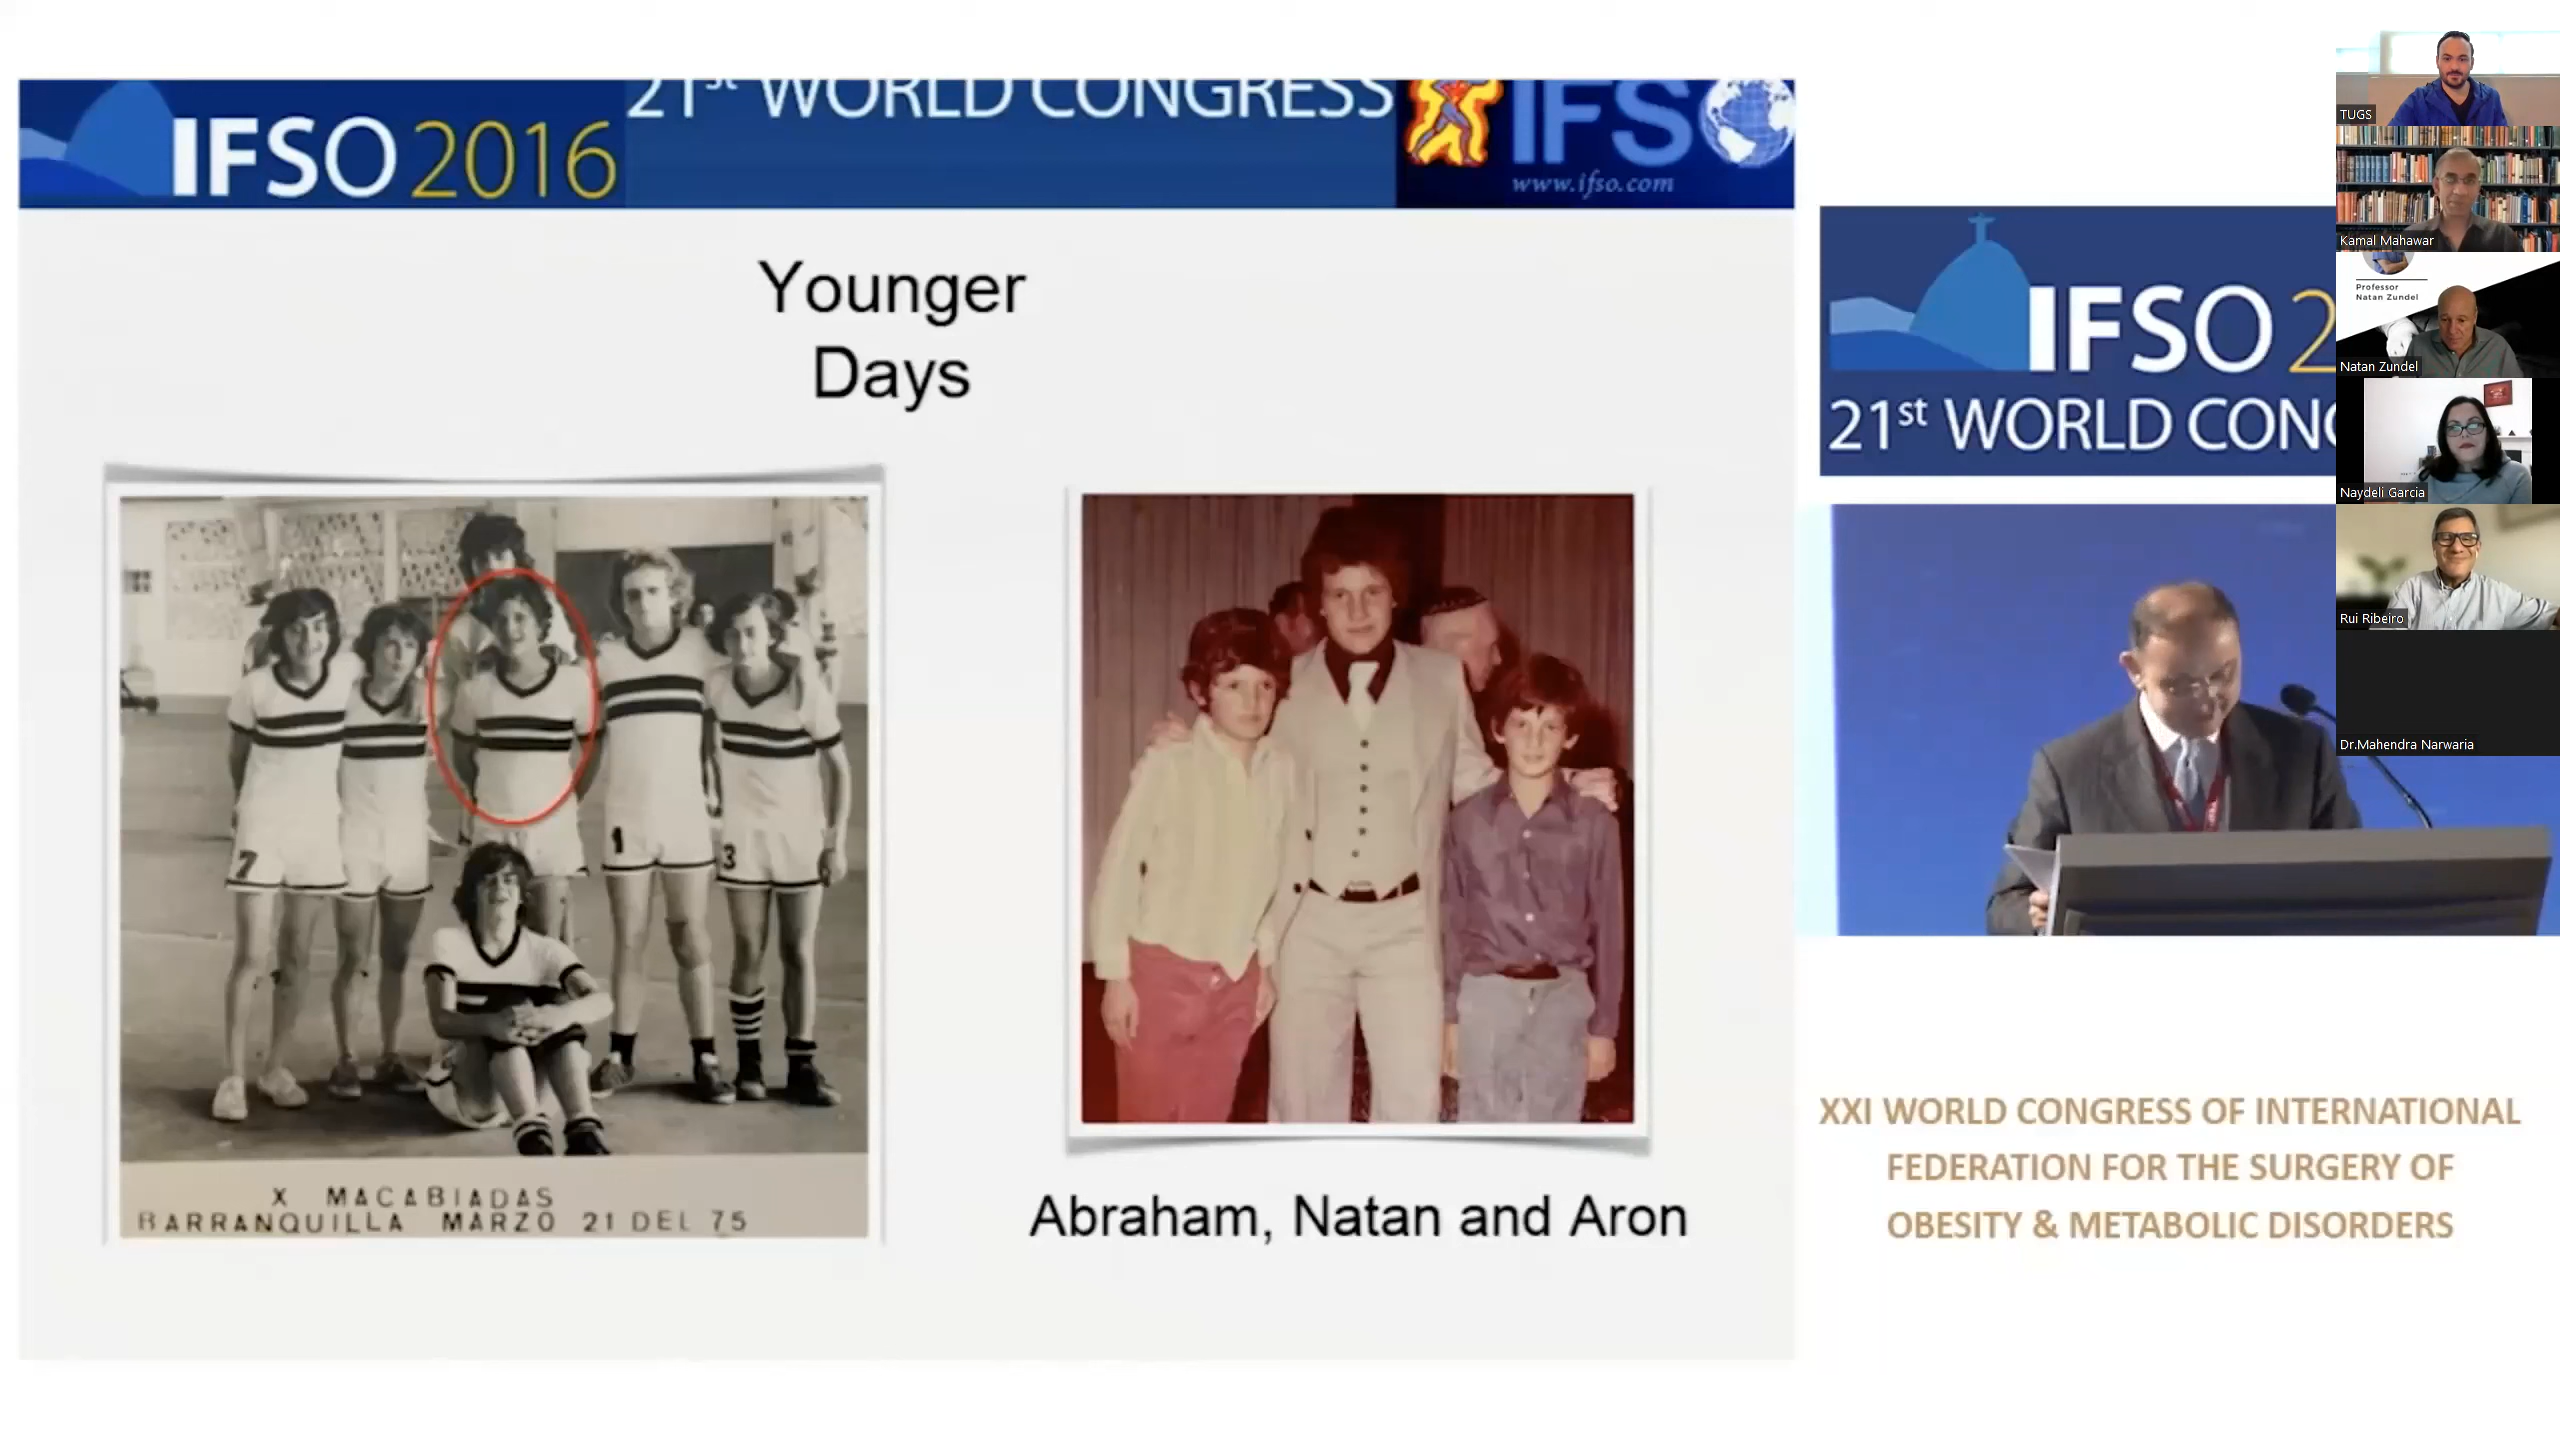 IFSO 2016
21st WORLD CONGRESS
IFSO
www.ifso.com
Younger
Days
7
1
3
X MACABIADAS
BARRANQUILLA MARZO 21 DEL 75
Abraham, Natan and Aron
IFSO 2
21st WORLD CONG
XXI WORLD CONGRESS OF INTERNATIONAL
FEDERATION FOR THE SURGERY OF
OBESITY & METABOLIC DISORDERS
TUGS
Kamal Mahawar
Professor
Natan Zundel
Natan Zundel
Naydeli Garcia
Rui Ribeiro
Dr.Mahendra Narwaria